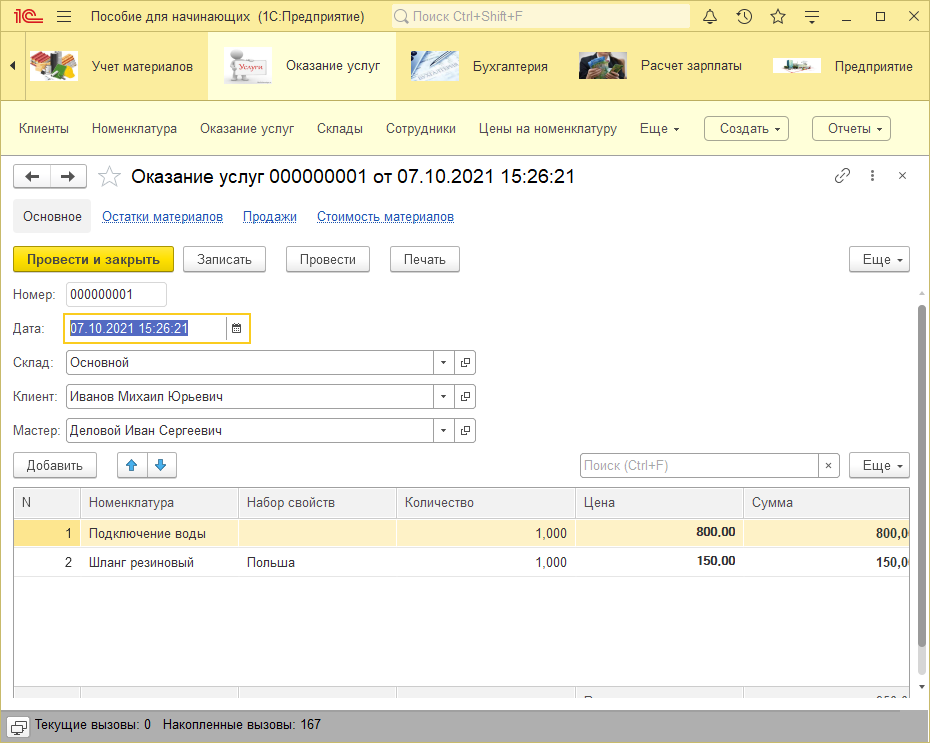 1С Пособие для начинающих (1С:Предприятие) Поиск Ctrl+Shift+F
Учет материалов Услуги Оказание услуг Бухгалтерия Расчет зарплаты Предприятие
Клиенты Номенклатура Оказание услуг Склады Сотрудники Цены на номенклатуру Еще Создать Отчеты
Оказание услуг 000000001 от 07.10.2021 15:26:21
Основное Остатки материалов Продажи Стоимость материалов
Провести и закрыть Записать Провести Печать Еще
Номер: 000000001
Дата: 07.10.2021 15:26:21
Склад: Основной
Клиент: Иванов Михаил Юрьевич
Мастер: Деловой Иван Сергеевич
Добавить Поиск (Ctrl+F) × Еще
N Номенклатура Набор свойств Количество Цена Сумма
1 Подключение воды 1,000 800,00 800,0
2 Шланг резиновый Польша 1,000 150,00 150,0
Текущие вызовы: 0 Накопленные вызовы: 167